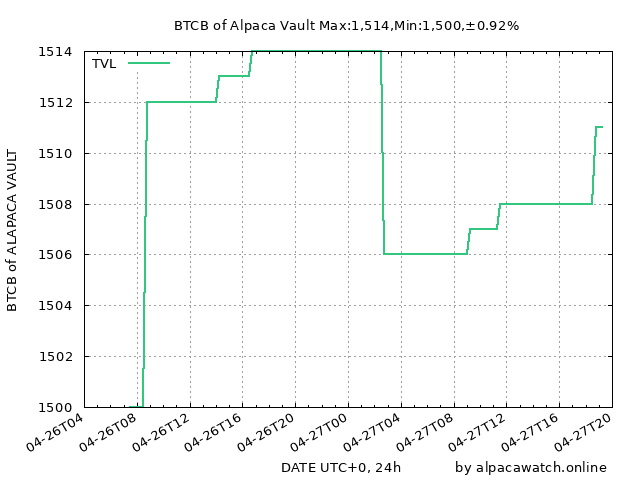 BTCB of Alpaca Vault Max:1,514,Min:1,500,±0.92%
TVL
1514
1512
1510
1508
1506
1504
1502
1500
BTCB of ALAPACA VAULT
04-26T04
04-26T08
04-26T12
04-26T16
04-26T20
04-27T00
04-27T04
04-27T08
04-27T12
04-27T16
04-27T20
DATE UTC+0, 24h
by alpacawatch.online